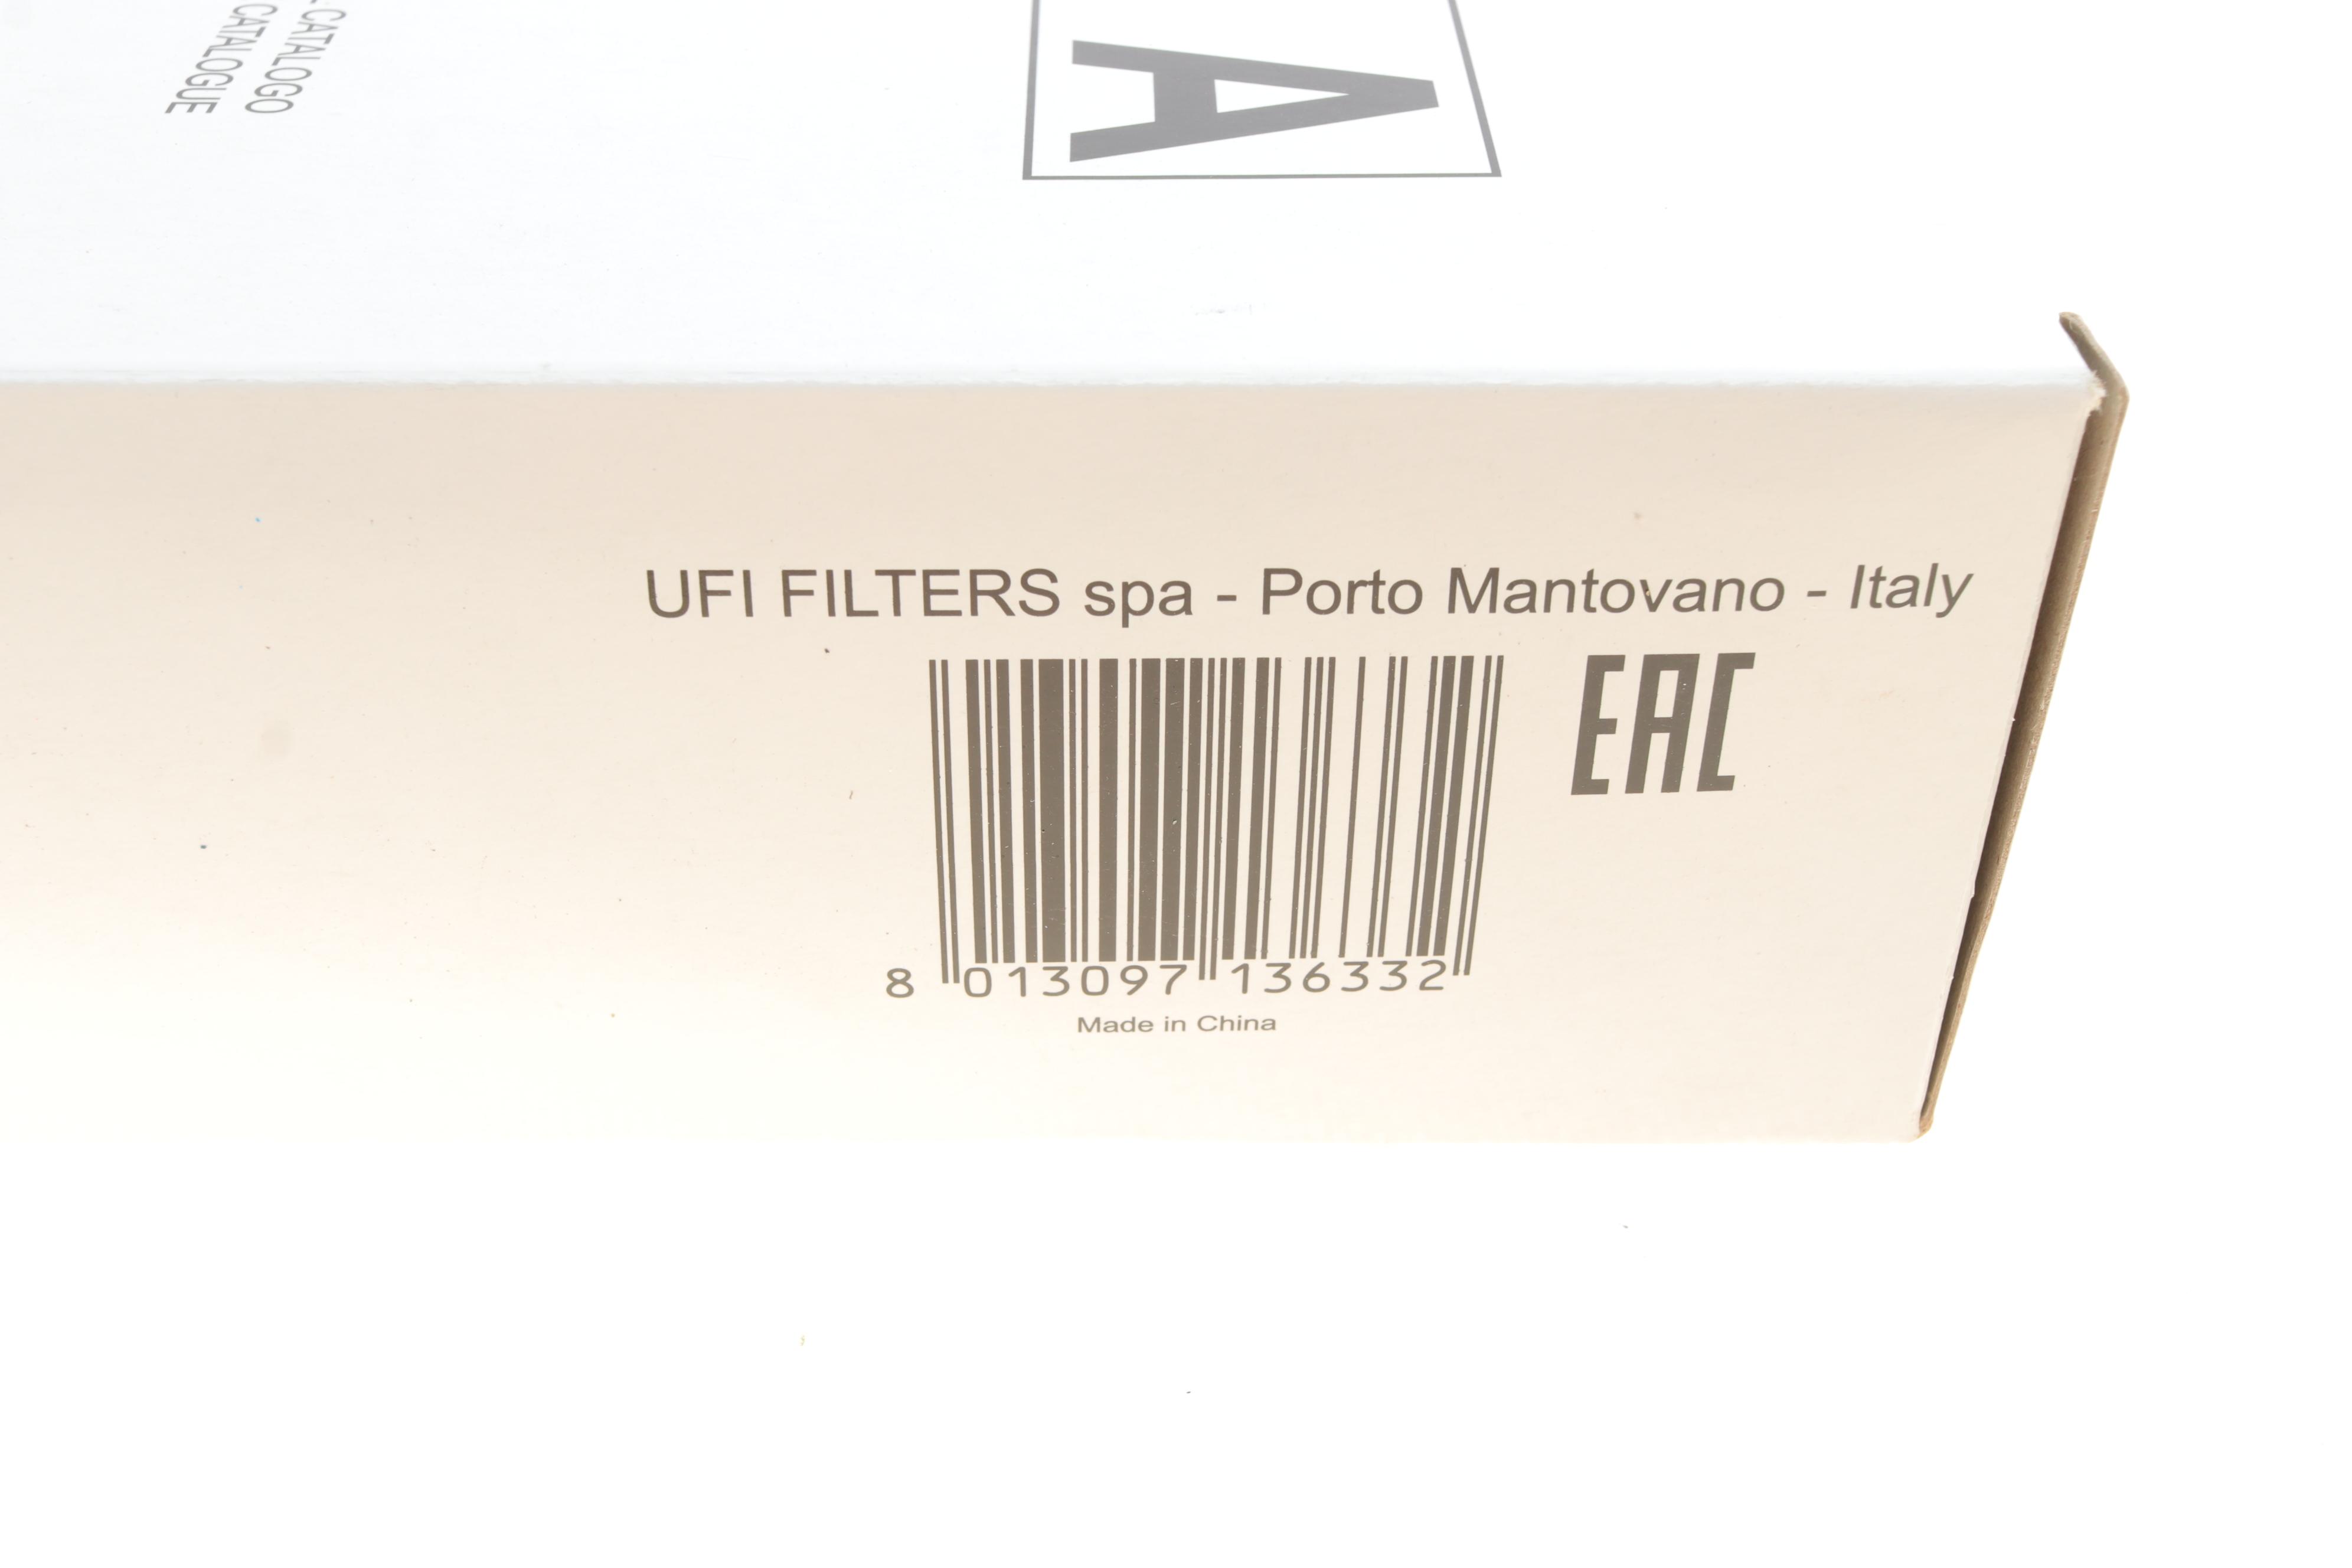 CATALOGO
CATALOGUE
A
UFI FILTERS spa - Porto Mantovano - Italy
EAC
8 013097 136332
Made in China